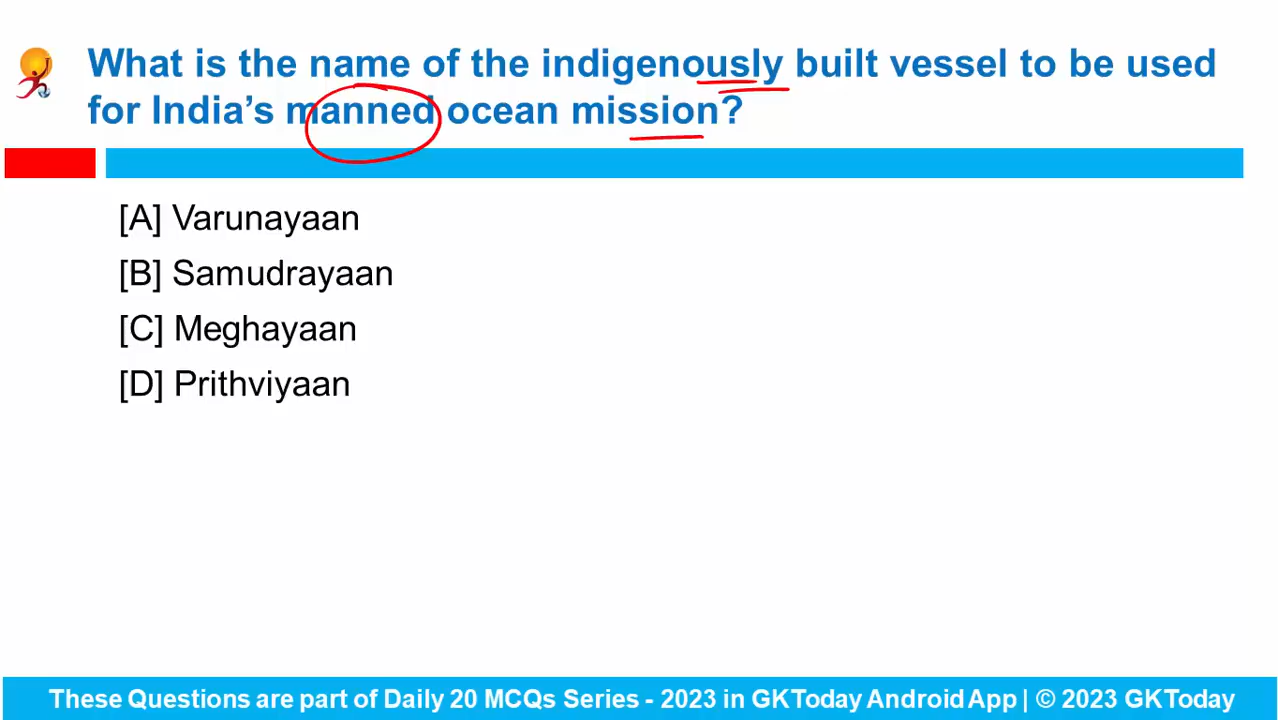 What is the name of the indigenously built vessel to be used
for India’s manned ocean mission?
[A] Varunayaan
[B] Samudrayaan
[C] Meghayaan
[D] Prithviyaan
These Questions are part of Daily 20 MCQs Series - 2023 in GKToday Android App | © 2023 GKToday